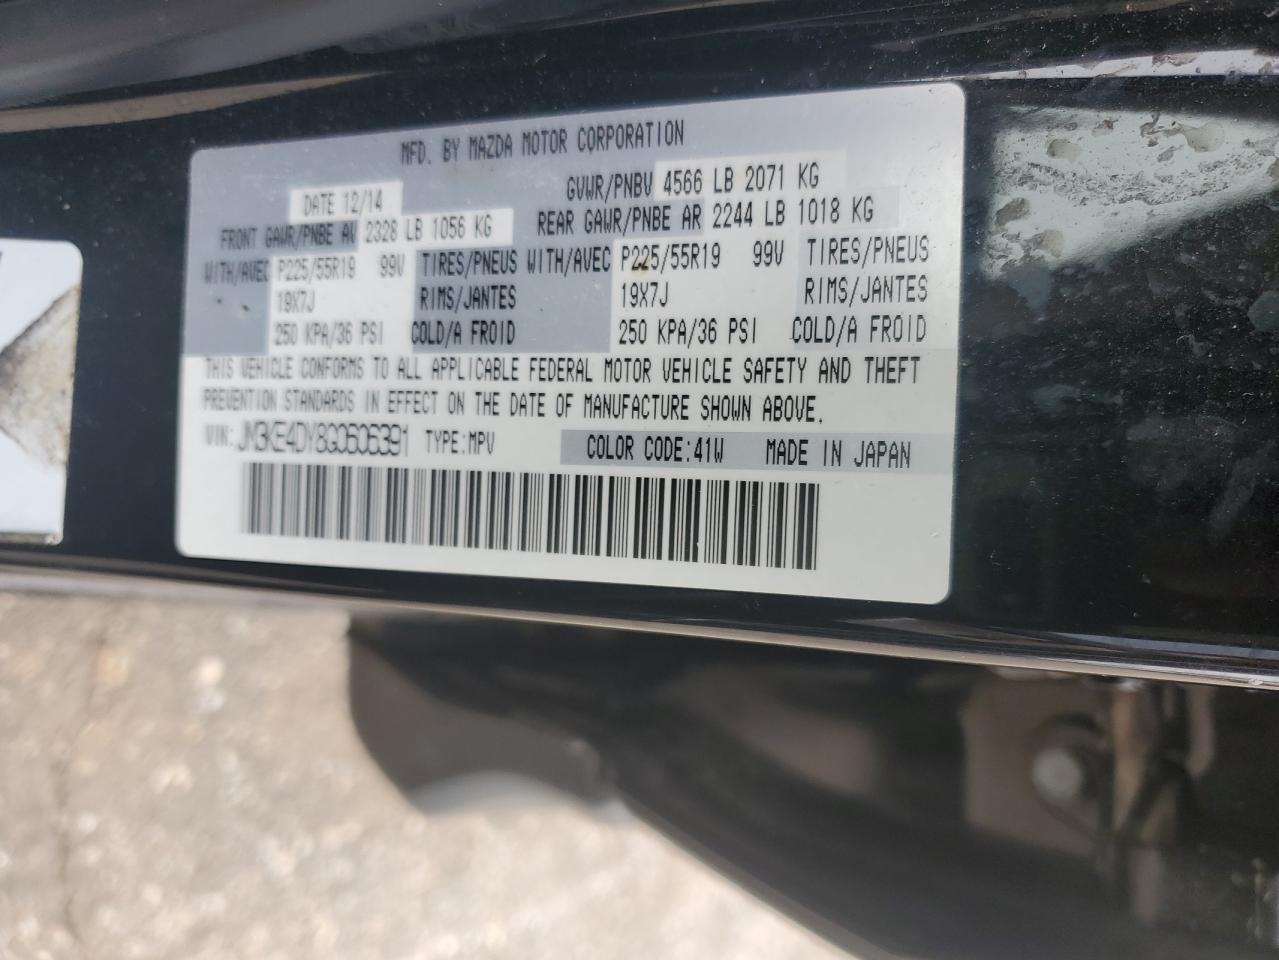 MFD. BY MAZDA MOTOR CORPORATION
DATE 12/14 GVWR/PNBV 4566 LB 2071 KG
FRONT GAWR/PNBE AV 2328 LB 1056 KG REAR GAWR/PNBE AR 2244 LB 1018 KG
WITH/AVEC P225/55R19 99V TIRES/PNEUS WITH/AVEC P225/55R19 99V TIRES/PNEUS
19X7J RIMS/JANTES 19X7J RIMS/JANTES
250 KPA/36 PSI COLD/A FROID 250 KPA/36 PSI COLD/A FROID
THIS VEHICLE CONFORMS TO ALL APPLICABLE FEDERAL MOTOR VEHICLE SAFETY AND THEFT
PREVENTION STANDARDS IN EFFECT ON THE DATE OF MANUFACTURE SHOWN ABOVE.
VIN: JM3KE4DY8G0606391 TYPE:MPV COLOR CODE:41W MADE IN JAPAN